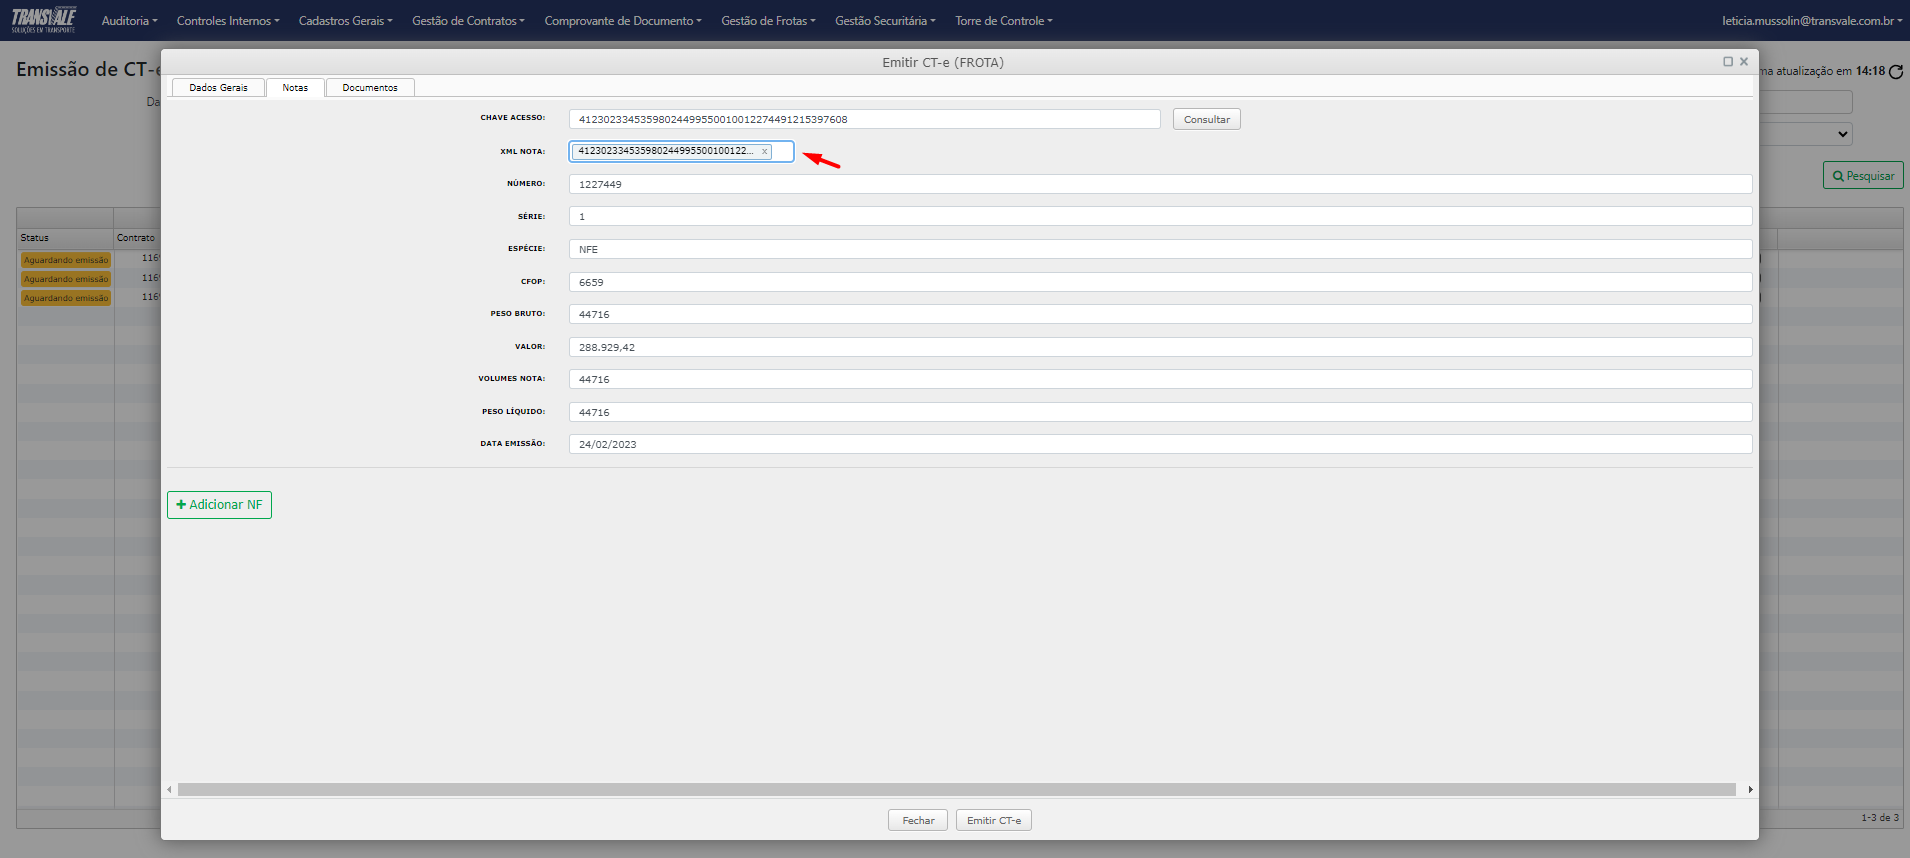 TRANSVALE
SOLUÇÕES EM TRANSPORTE
Auditoria Controles Internos Cadastros Gerais Gestão de Contratos Comprovante de Documento Gestão de Frotas Gestão Securitária Torre de Controle leticia.mussolin@transvale.com.br
Emissão de CT-e
ma atualização em 14:18
Da
Pesquisar
Status Contrato
Aguardando emissão 116
Aguardando emissão 116
Aguardando emissão 116
1-3 de 3
Emitir CT-e (FROTA)
Dados Gerais Notas Documentos
CHAVE ACESSO: 41230233453598024499550010012274491215397608 Consultar
XML NOTA: 412302334535980244995500100122... x
NÚMERO: 1227449
SÉRIE: 1
ESPÉCIE: NFE
CFOP: 6659
PESO BRUTO: 44716
VALOR: 288.929,42
VOLUMES NOTA: 44716
PESO LÍQUIDO: 44716
DATA EMISSÃO: 24/02/2023
+ Adicionar NF
Fechar Emitir CT-e